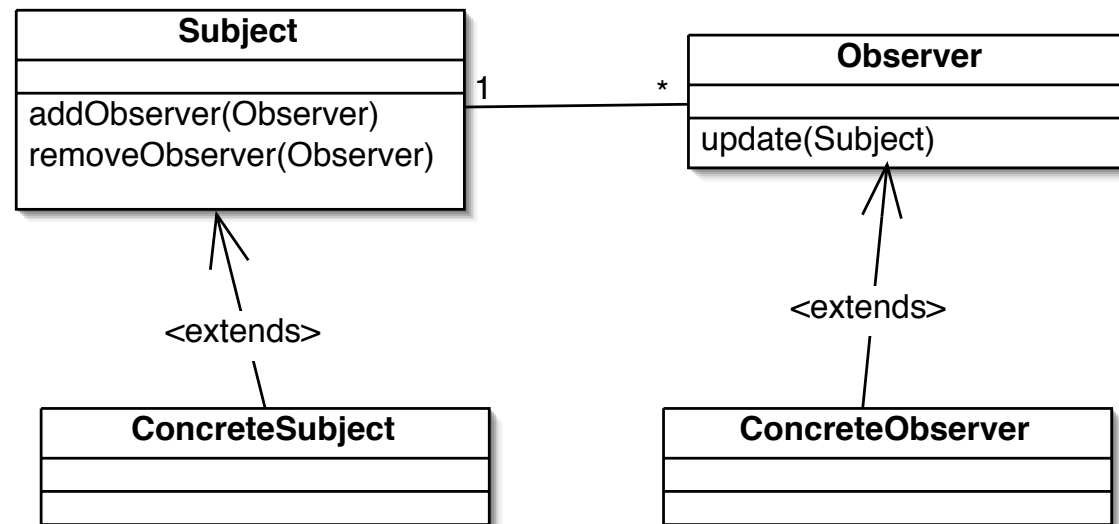 Subject
addObserver(Observer)
removeObserver(Observer)
1
*
Observer
update(Subject)
<extends>
<extends>
ConcreteSubject
ConcreteObserver